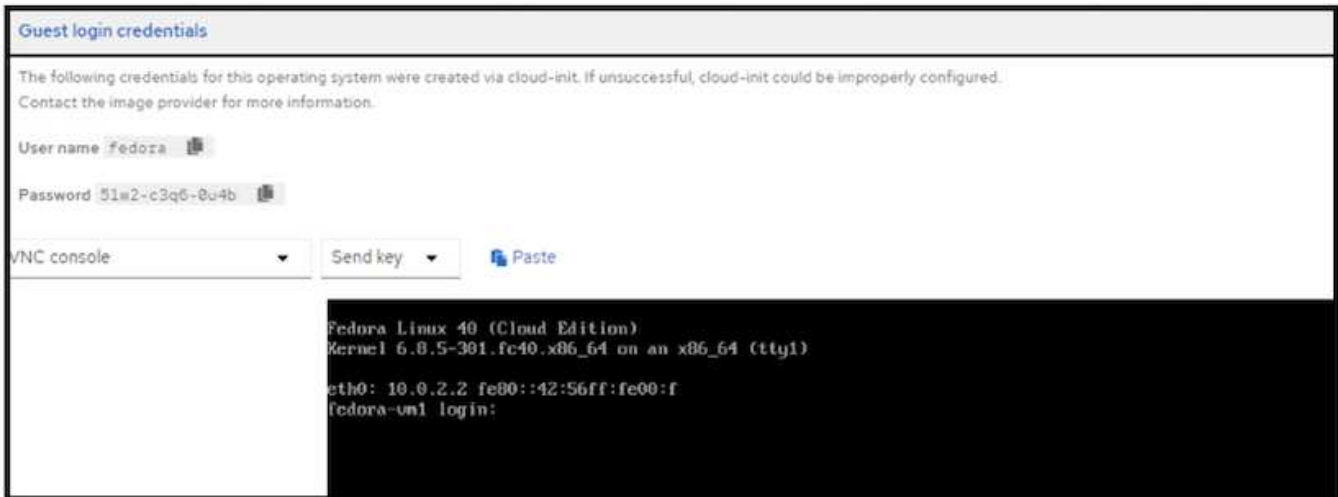 Guest login credentials
The following credentials for this operating system were created via cloud-init. If unsuccessful, cloud-init could be improperly configured.
Contact the image provider for more information.
User name fedora
Password 51m2-c3q6-0u4b
VNC console
Send key
Paste
Fedora Linux 40 (Cloud Edition)
Kernel 6.8.5-301.fc40.x86_64 on an x86_64 (tty1)
eth0: 10.0.2.2 fe80::42:56ff:fe00:f
fedora-vm1 login: